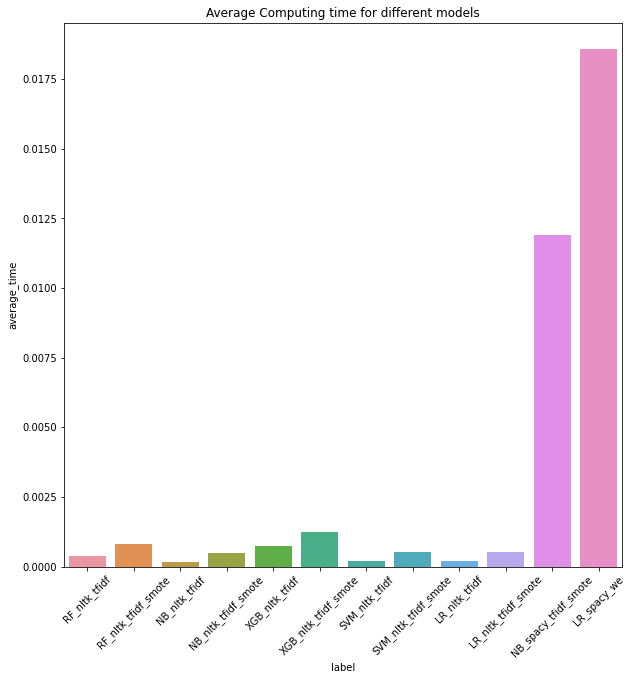 Average Computing time for different models
average_time
0.0175
0.0150
0.0125
0.0100
0.0075
0.0050
0.0025
0.0000
RF_nltk_tfidf
RF_nltk_tfidf_smote
NB_nltk_tfidf
NB_nltk_tfidf_smote
XGB_nltk_tfidf
XGB_nltk_tfidf_smote
SVM_nltk_tfidf
SVM_nltk_tfidf_smote
LR_nltk_tfidf
LR_nltk_tfidf_smote
NB_spacy_tfidf_smote
LR_spacy_we
label